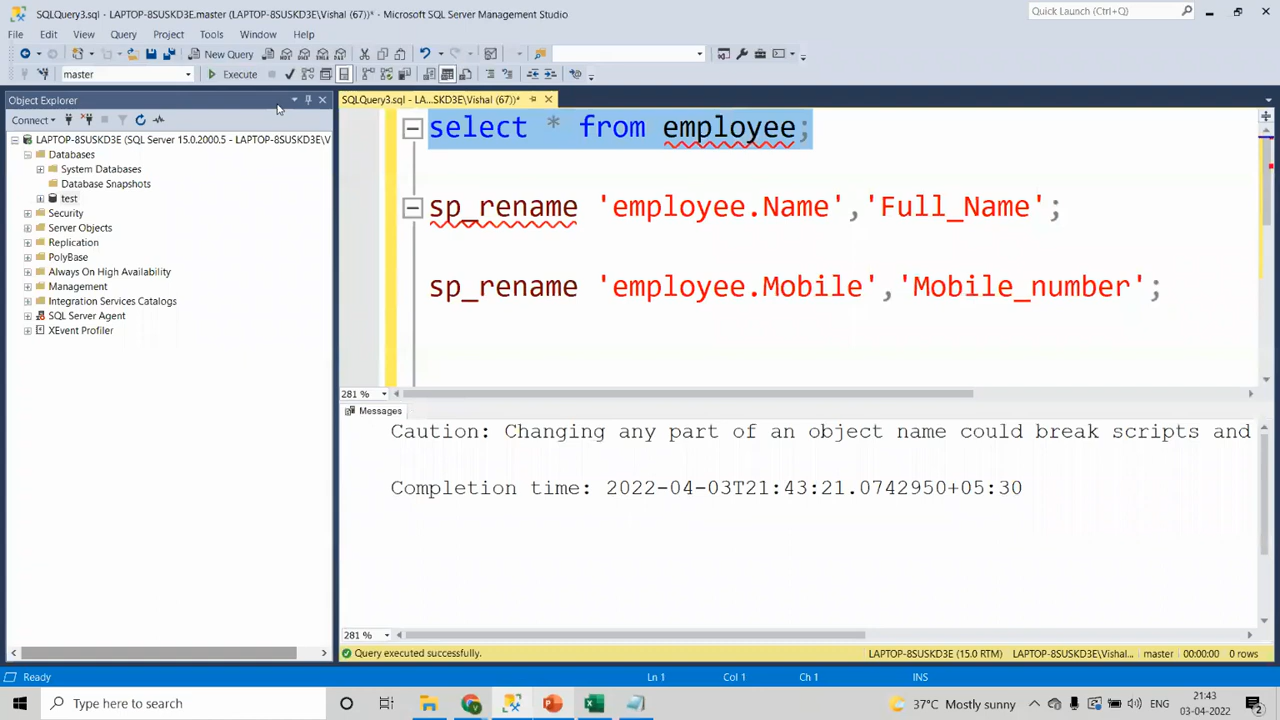 SQLQuery3.sql - LAPTOP-8SUSKD3E.master (LAPTOP-8SUSKD3E\Vishal (67))* - Microsoft SQL Server Management Studio
Quick Launch (Ctrl+Q)
File Edit View Query Project Tools Window Help
New Query
master
Execute
Object Explorer
SQLQuery3.sql - LA...SKD3E\Vishal (67))*
Connect
LAPTOP-8SUSKD3E (SQL Server 15.0.2000.5 - LAPTOP-8SUSKD3E\V
Databases
System Databases
Database Snapshots
test
Security
Server Objects
Replication
PolyBase
Always On High Availability
Management
Integration Services Catalogs
SQL Server Agent
XEvent Profiler
select * from employee;
sp_rename 'employee.Name','Full_Name';
sp_rename 'employee.Mobile','Mobile_number';
281 %
Messages
Caution: Changing any part of an object name could break scripts and
Completion time: 2022-04-03T21:43:21.0742950+05:30
281 %
Query executed successfully.
LAPTOP-8SUSKD3E (15.0 RTM) LAPTOP-8SUSKD3E\Vishal... master 00:00:00 0 rows
Ready
Ln 1 Col 1 Ch 1 INS
Type here to search
37°C Mostly sunny
ENG
21:43
03-04-2022
2